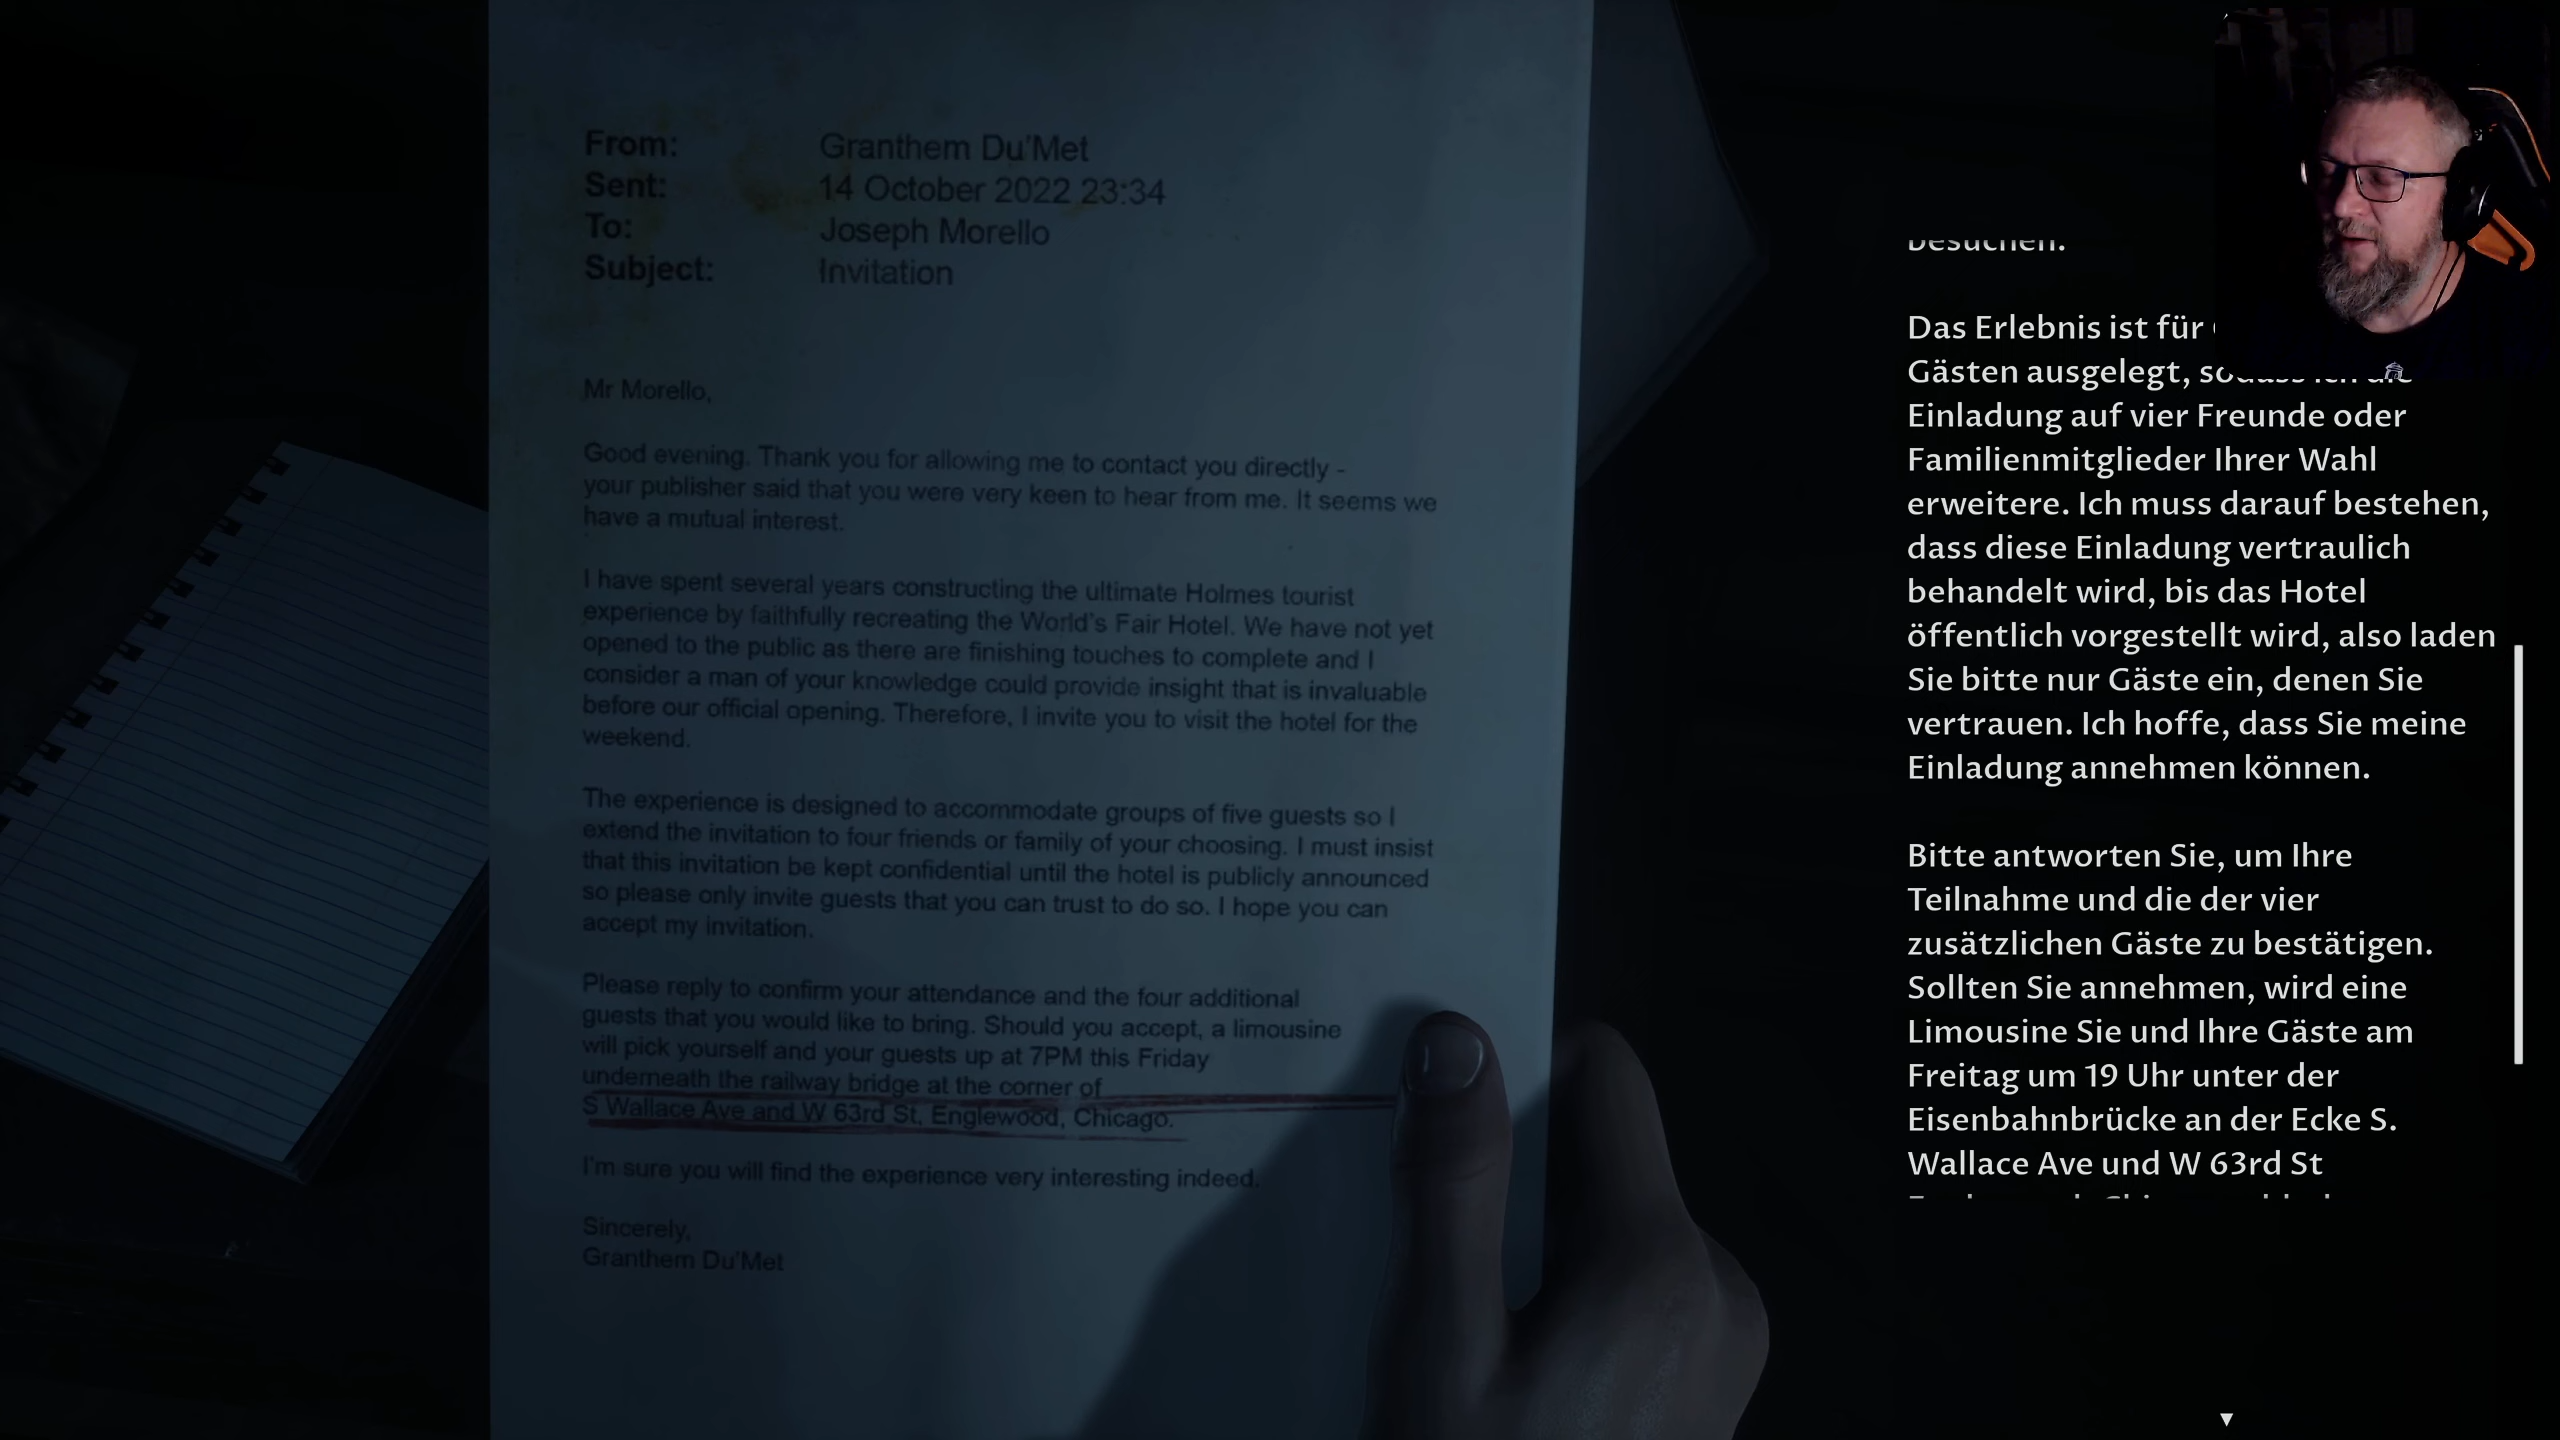 From: Granthem Du'Met
Sent: 14 October 2022 23:34
To: Joseph Morello
Subject: Invitation
Mr Morello,
Good evening. Thank you for allowing me to contact you directly -
your publisher said that you were very keen to hear from me. It seems we
have a mutual interest.
I have spent several years constructing the ultimate Holmes tourist
experience by faithfully recreating the World's Fair Hotel. We have not yet
opened to the public as there are finishing touches to complete and I
consider a man of your knowledge could provide insight that is invaluable
before our official opening. Therefore, I invite you to visit the hotel for the
weekend.
The experience is designed to accommodate groups of five guests so I
extend the invitation to four friends or family of your choosing. I must insist
that this invitation be kept confidential until the hotel is publicly announced
so please only invite guests that you can trust to do so. I hope you can
accept my invitation.
Please reply to confirm your attendance and the four additional
guests that you would like to bring. Should you accept, a limousine
will pick yourself and your guests up at 7PM this Friday
underneath the railway bridge at the corner of
S Wallace Ave and W 63rd St, Englewood, Chicago.
I'm sure you will find the experience very interesting indeed.
Sincerely,
Granthem Du'Met
besuchen.
Das Erlebnis ist für
Gästen ausgelegt, sodass ich die
Einladung auf vier Freunde oder
Familienmitglieder Ihrer Wahl
erweitere. Ich muss darauf bestehen,
dass diese Einladung vertraulich
behandelt wird, bis das Hotel
öffentlich vorgestellt wird, also laden
Sie bitte nur Gäste ein, denen Sie
vertrauen. Ich hoffe, dass Sie meine
Einladung annehmen können.
Bitte antworten Sie, um Ihre
Teilnahme und die der vier
zusätzlichen Gäste zu bestätigen.
Sollten Sie annehmen, wird eine
Limousine Sie und Ihre Gäste am
Freitag um 19 Uhr unter der
Eisenbahnbrücke an der Ecke S.
Wallace Ave und W 63rd St